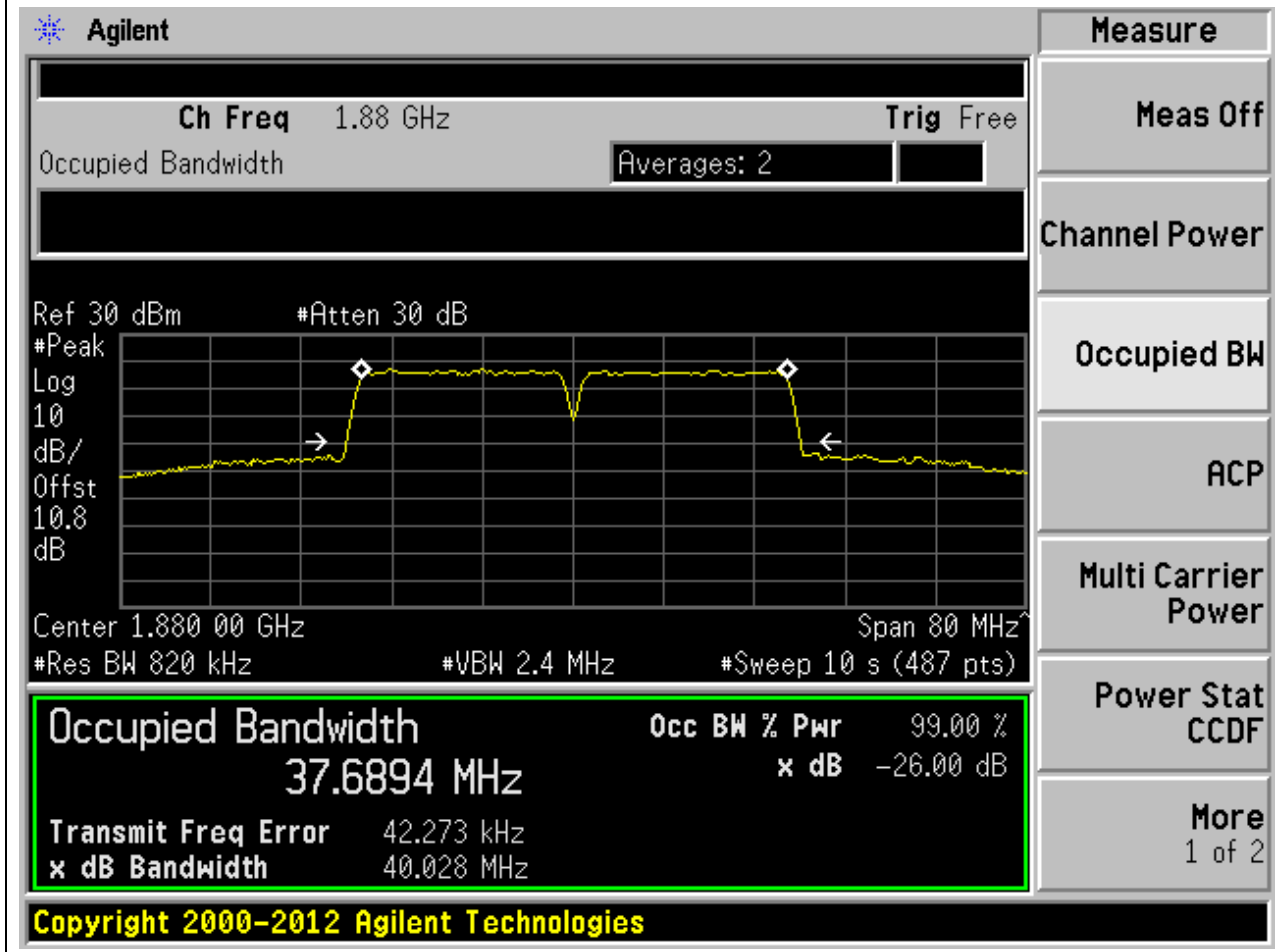 Agilent
Measure
Ch Freq 1.88 GHz Trig Free
Meas Off
Occupied Bandwidth Averages: 2
Channel Power
Ref 30 dBm #Atten 30 dB
#Peak
Log
10
dB/
Offst
10.8
dB
Occupied BW
ACP
Center 1.880 00 GHz Span 80 MHz^
#Res BW 820 kHz #VBW 2.4 MHz #Sweep 10 s (487 pts)
Multi Carrier
Power
Occupied Bandwidth
37.6894 MHz
Occ BW % Pwr 99.00 %
x dB -26.00 dB
Transmit Freq Error 42.273 kHz
x dB Bandwidth 40.028 MHz
Power Stat
CCDF
More
1 of 2
Copyright 2000-2012 Agilent Technologies